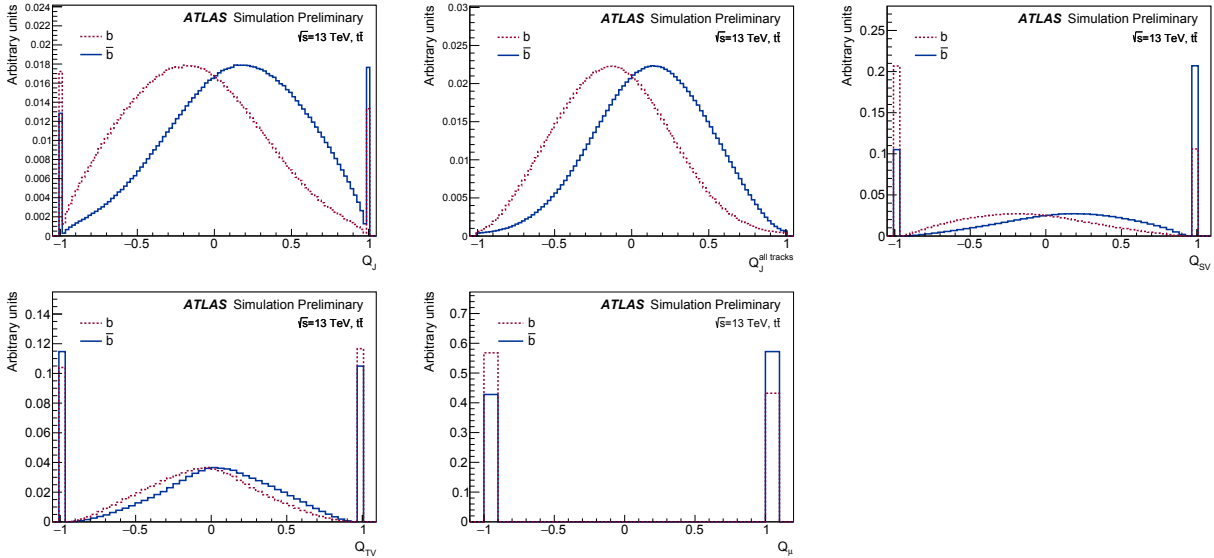 Arbitrary units
0.024
0.022
0.02
0.018
0.016
0.014
0.012
0.01
0.008
0.006
0.004
0.002
0
ATLAS Simulation Preliminary
√s=13 TeV, tt̄
b
b̄
−1 −0.5 0 0.5 1
Q_J
Arbitrary units
0.03
0.025
0.02
0.015
0.01
0.005
0
ATLAS Simulation Preliminary
√s=13 TeV, tt̄
b
b̄
−1 −0.5 0 0.5 1
Q_J^all tracks
Arbitrary units
0.25
0.2
0.15
0.1
0.05
0
ATLAS Simulation Preliminary
√s=13 TeV, tt̄
b
b̄
−1 −0.5 0 0.5 1
Q_SV
Arbitrary units
0.14
0.12
0.1
0.08
0.06
0.04
0.02
0
ATLAS Simulation Preliminary
√s=13 TeV, tt̄
b
b̄
−1 −0.5 0 0.5 1
Q_TV
Arbitrary units
0.7
0.6
0.5
0.4
0.3
0.2
0.1
0
ATLAS Simulation Preliminary
√s=13 TeV, tt̄
b
b̄
−1 −0.5 0 0.5 1
Q_μ